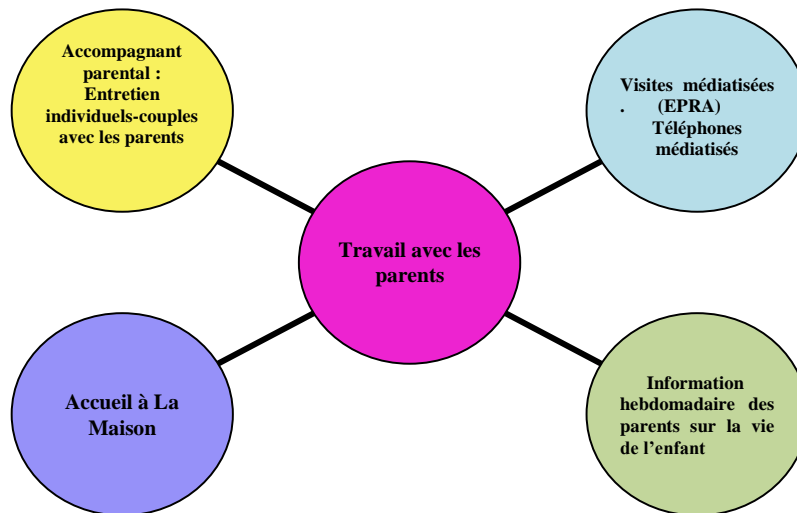 Accompagnant
parental :
Entretien
individuels-couples
avec les parents
Visites médiatisées
. (EPRA)
Téléphones
médiatisés
Travail avec les
parents
Accueil à La
Maison
Information
hebdomadaire des
parents sur la vie
de l'enfant